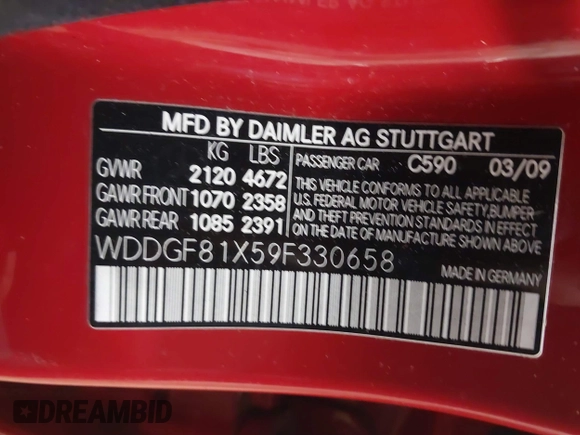 MFD BY DAIMLER AG STUTTGART
KG LBS
GVWR 2120 4672
GAWR FRONT 1070 2358
GAWR REAR 1085 2391
PASSENGER CAR C590 03/09
THIS VEHICLE CONFORMS TO ALL APPLICABLE
U.S. FEDERAL MOTOR VEHICLE SAFETY, BUMPER
AND THEFT PREVENTION STANDARDS IN EFFECT
ON THE DATE OF MANUFACTURE SHOWN ABOVE
WDDGF81X59F330658
MADE IN GERMANY
DREAMBID